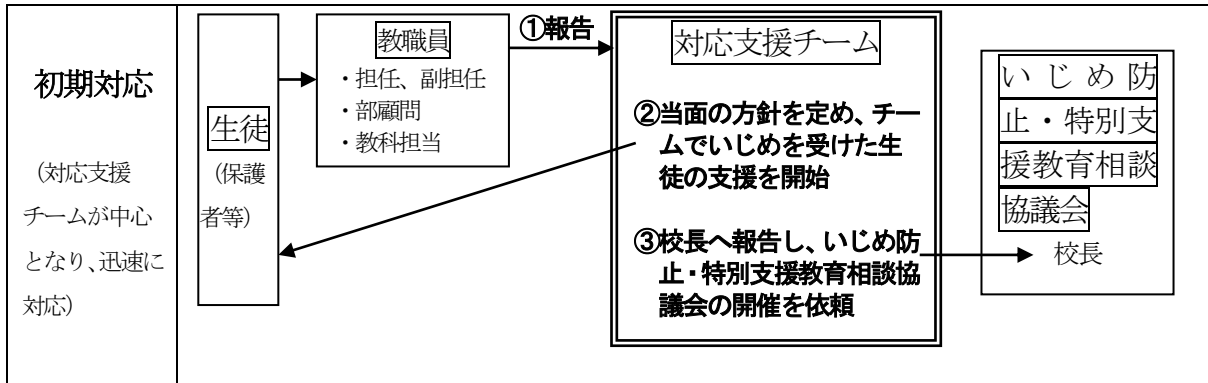 初期対応
（対応支援
チームが中心
となり、迅速に
対応）
生徒
（保護
者等）
教職員
・担任、副担任
・部顧問
・教科担当
①報告
対応支援チーム
②当面の方針を定め、チー
ムでいじめを受けた生
徒の支援を開始
③校長へ報告し、いじめ防
止・特別支援教育相談協
議会の開催を依頼
いじめ防
止・特別支
援教育相談
協議会
校長